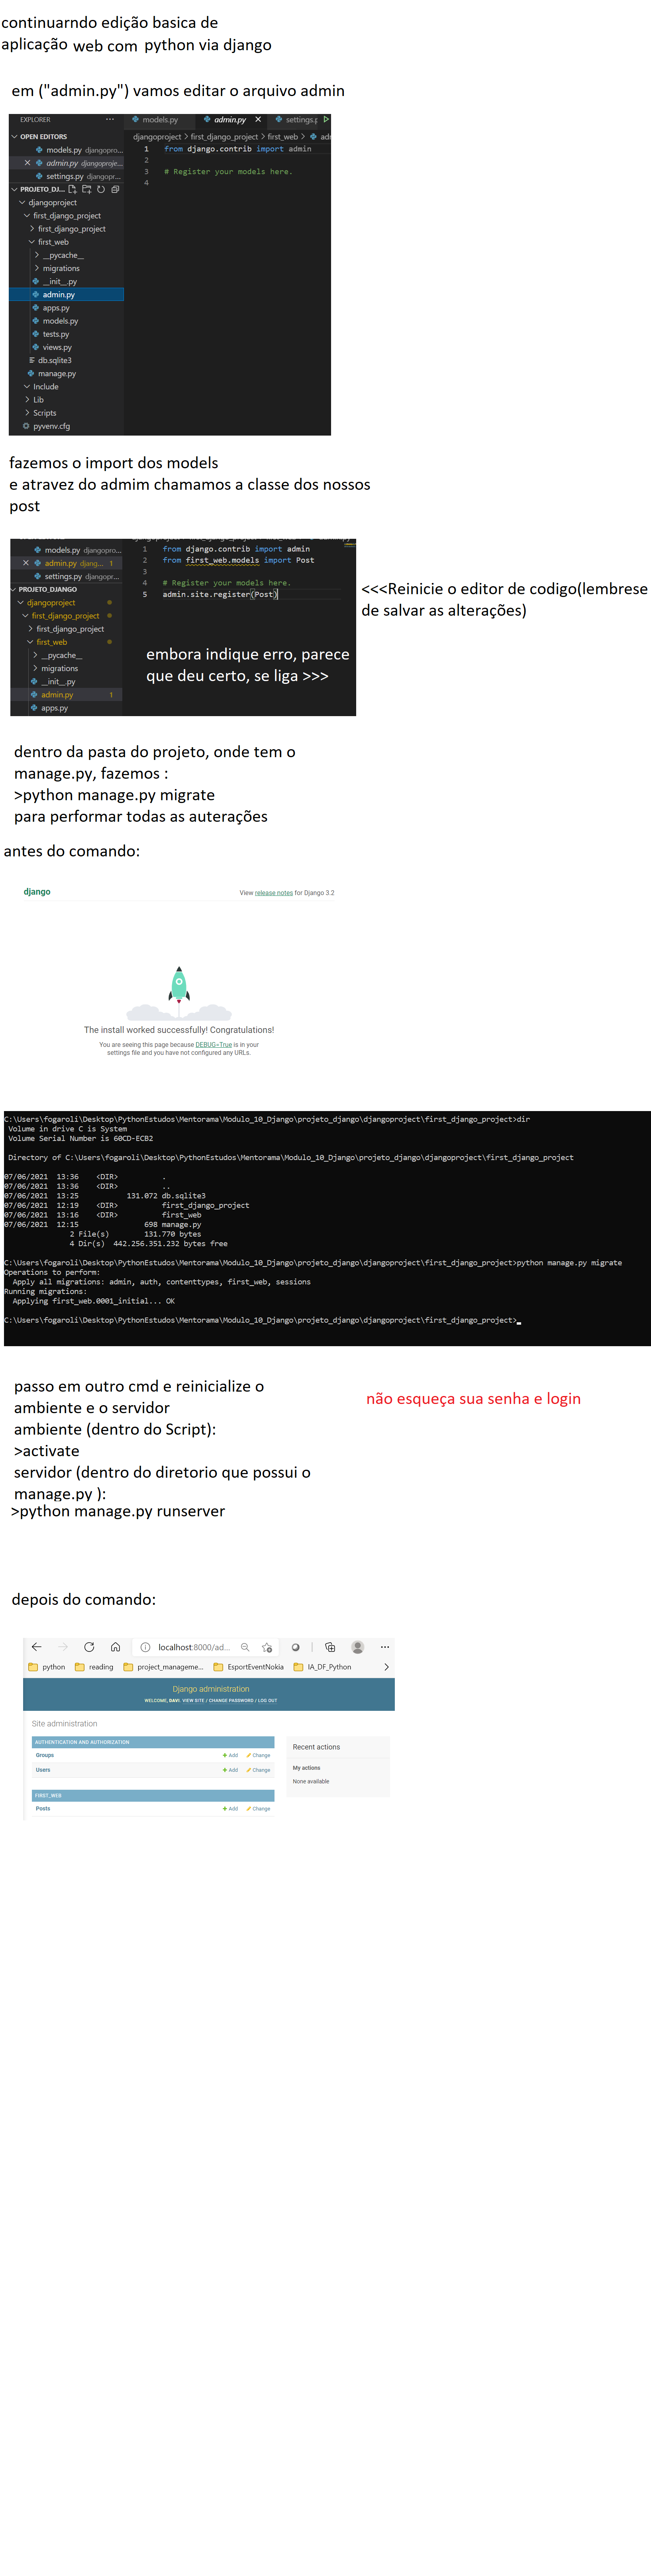 continuarndo edição basica de
aplicação web com python via django
em ("admin.py") vamos editar o arquivo admin
EXPLORER ···
OPEN EDITORS
models.py djangopro...
admin.py djangoproje...
settings.py djangopr...
PROJETO_DJ...
djangoproject
first_django_project
first_django_project
first_web
__pycache__
migrations
__init__.py
admin.py
apps.py
models.py
tests.py
views.py
db.sqlite3
manage.py
Include
Lib
Scripts
pyvenv.cfg
models.py admin.py settings.p
djangoproject > first_django_project > first_web > adr
1 from django.contrib import admin
2
3 # Register your models here.
4
fazemos o import dos models
e atravez do admim chamamos a classe dos nossos
post
models.py djangopro...
admin.py djang... 1
settings.py djangopr...
PROJETO_DJANGO
djangoproject
first_django_project
first_django_project
first_web
__pycache__
migrations
__init__.py
admin.py 1
apps.py
1 from django.contrib import admin
2 from first_web.models import Post
3
4 # Register your models here.
5 admin.site.register(Post)
embora indique erro, parece
que deu certo, se liga >>>
<<<Reinicie o editor de codigo(lembrese
de salvar as alterações)
dentro da pasta do projeto, onde tem o
manage.py, fazemos :
>python manage.py migrate
para performar todas as auterações
antes do comando:
django
View release notes for Django 3.2
The install worked successfully! Congratulations!
You are seeing this page because DEBUG=True is in your
settings file and you have not configured any URLs.
C:\Users\fogaroli\Desktop\PythonEstudos\Mentorama\Modulo_10_Django\projeto_django\djangoproject\first_django_project>dir
Volume in drive C is System
Volume Serial Number is 60CD-ECB2
Directory of C:\Users\fogaroli\Desktop\PythonEstudos\Mentorama\Modulo_10_Django\projeto_django\djangoproject\first_django_project
07/06/2021 13:36 <DIR> .
07/06/2021 13:36 <DIR> ..
07/06/2021 13:25 131.072 db.sqlite3
07/06/2021 12:19 <DIR> first_django_project
07/06/2021 13:16 <DIR> first_web
07/06/2021 12:15 698 manage.py
2 File(s) 131.770 bytes
4 Dir(s) 442.256.351.232 bytes free
C:\Users\fogaroli\Desktop\PythonEstudos\Mentorama\Modulo_10_Django\projeto_django\djangoproject\first_django_project>python manage.py migrate
Operations to perform:
Apply all migrations: admin, auth, contenttypes, first_web, sessions
Running migrations:
Applying first_web.0001_initial... OK
C:\Users\fogaroli\Desktop\PythonEstudos\Mentorama\Modulo_10_Django\projeto_django\djangoproject\first_django_project>_
passo em outro cmd e reinicialize o
ambiente e o servidor
ambiente (dentro do Script):
>activate
servidor (dentro do diretorio que possui o
manage.py ):
>python manage.py runserver
não esqueça sua senha e login
depois do comando:
localhost:8000/ad...
python reading project_manageme... EsportEventNokia IA_DF_Python
Django administration
WELCOME, DAVI. VIEW SITE / CHANGE PASSWORD / LOG OUT
Site administration
AUTHENTICATION AND AUTHORIZATION
Groups + Add Change
Users + Add Change
FIRST_WEB
Posts + Add Change
Recent actions
My actions
None available